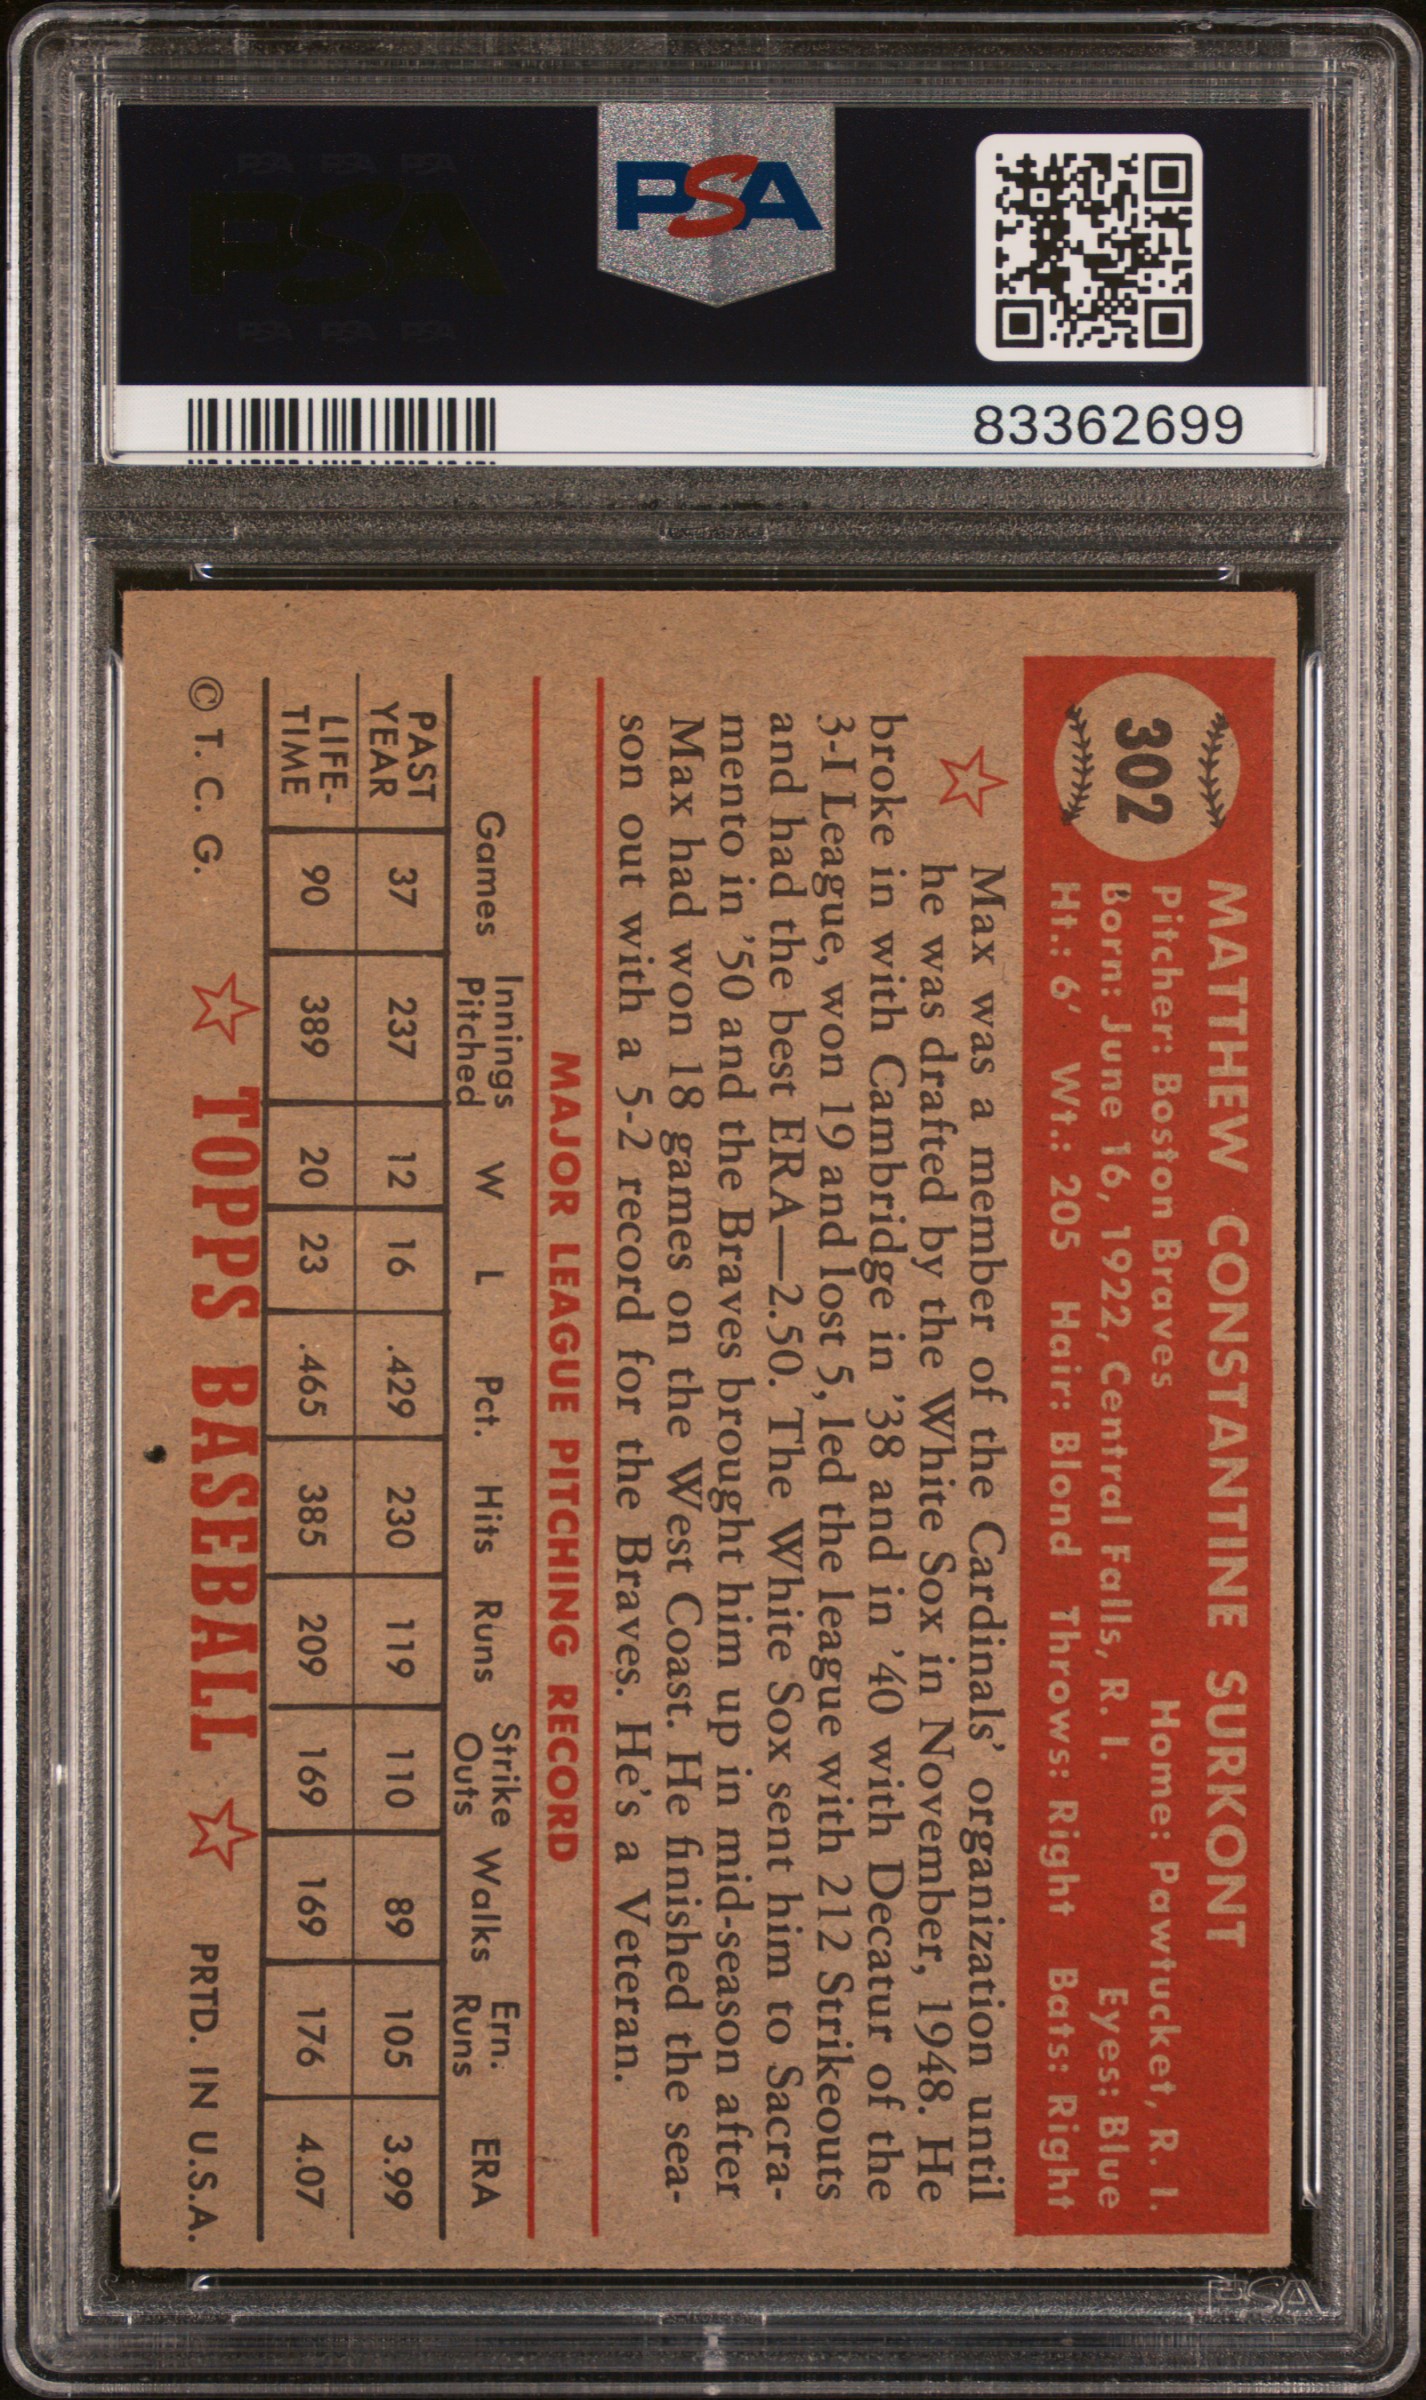 PSA PSA PSA
PSA
PSA PSA PSA
PSA
83362699
302
MATTHEW CONSTANTINE SURKONT
Pitcher: Boston Braves Home: Pawtucket, R. I.
Born: June 16, 1922, Central Falls, R. I. Eyes: Blue
Ht.: 6' Wt.: 205 Hair: Blond Throws: Right Bats: Right
Max was a member of the Cardinals' organization until
he was drafted by the White Sox in November, 1948. He
broke in with Cambridge in '38 and in '40 with Decatur of the
3-I League, won 19 and lost 5, led the league with 212 Strikeouts
and had the best ERA—2.50. The White Sox sent him to Sacra-
mento in '50 and the Braves brought him up in mid-season after
Max had won 18 games on the West Coast. He finished the sea-
son out with a 5-2 record for the Braves. He's a Veteran.
MAJOR LEAGUE PITCHING RECORD
Games Innings Pitched W L Pct. Hits Runs Strike Outs Walks Ern. Runs ERA
PAST YEAR 37 237 12 16 .429 230 119 110 89 105 3.99
LIFE-TIME 90 389 20 23 .465 385 209 169 169 176 4.07
© T. C. G. TOPPS BASEBALL PRTD. IN U.S.A.
PSA